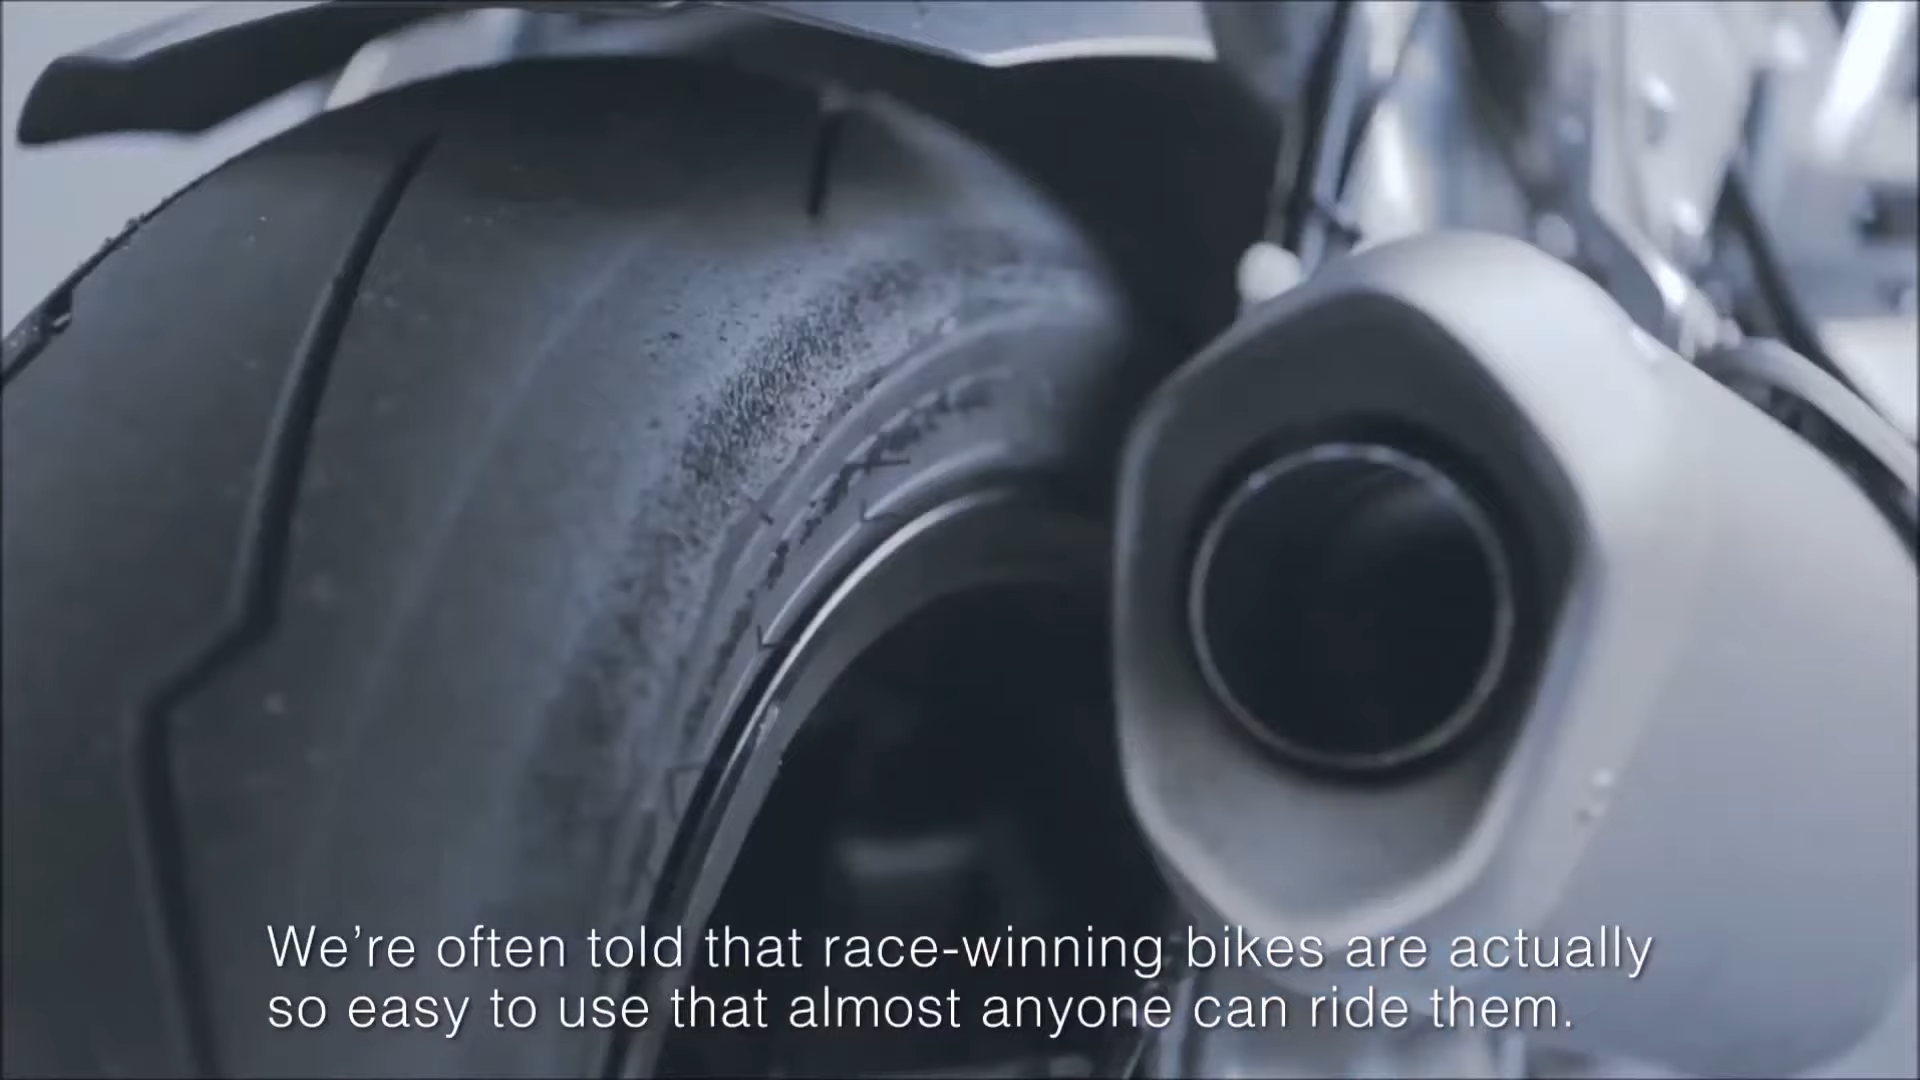 We’re often told that race-winning bikes are actually
so easy to use that almost anyone can ride them.